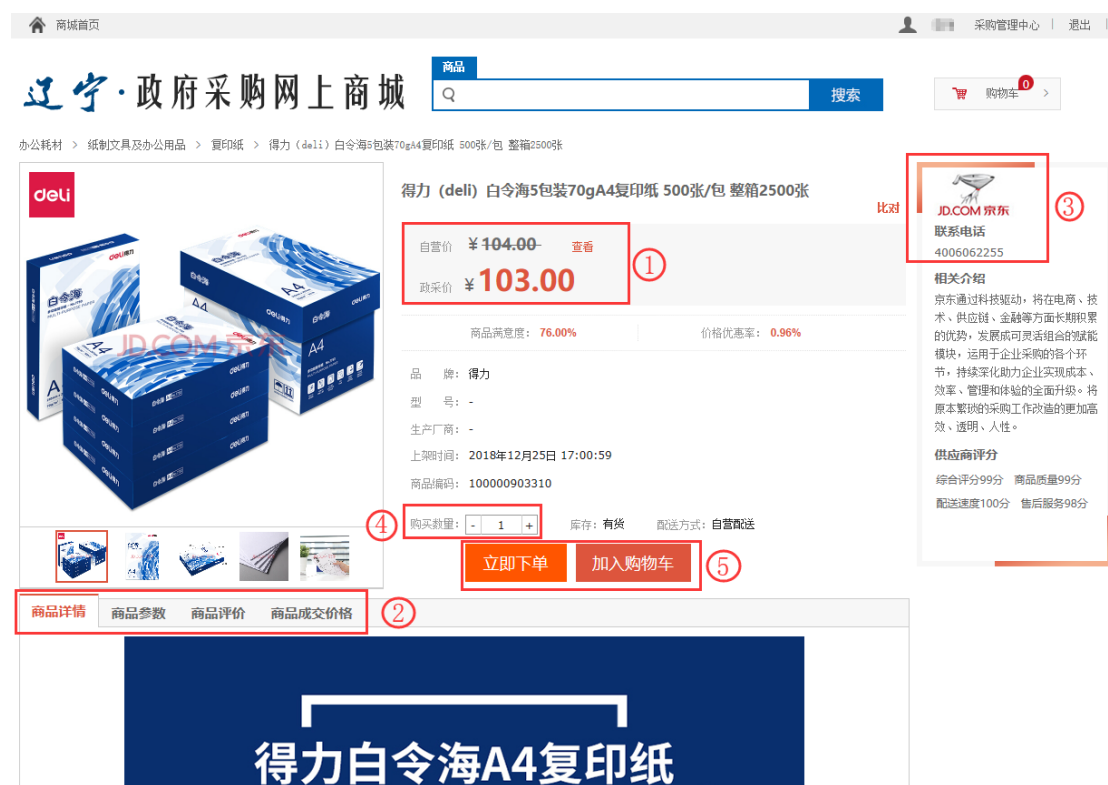 商城首页
采购管理中心 | 退出
辽宁·政府采购网上商城
商品
搜索
购物车 0 >
办公耗材 > 纸制文具及办公用品 > 复印纸 > 得力（deli）白令海5包装70gA4复印纸 500张/包 整箱2500张
deli
得力（deli）白令海5包装70gA4复印纸 500张/包 整箱2500张
比对
自营价 ¥104.00 查看
政采价 ¥103.00
①
商品满意度： 76.00%
价格优惠率： 0.96%
品 牌：得力
型 号：-
生产厂商：-
上架时间：2018年12月25日 17:00:59
商品编码：100000903310
④
购买数量： - 1 +
库存：有货
配送方式：自营配送
立即下单
加入购物车
⑤
JD.COM 京东
③
联系电话
4006062255
相关介绍
京东通过科技驱动，将在电商、技
术、供应链、金融等方面长期积累
的优势，发展成可灵活组合的赋能
模块，运用于企业采购的各个环
节，持续深化助力企业实现成本、
效率、管理和体验的全面升级。将
原本繁琐的采购工作改造的更加高
效、透明、人性。
供应商评分
综合评分99分 商品质量99分
配送速度100分 售后服务98分
白令海
A4
白令海
A4
A4
JD.COM 京东
商品详情
商品参数
商品评价
商品成交价格
②
得力白令海A4复印纸